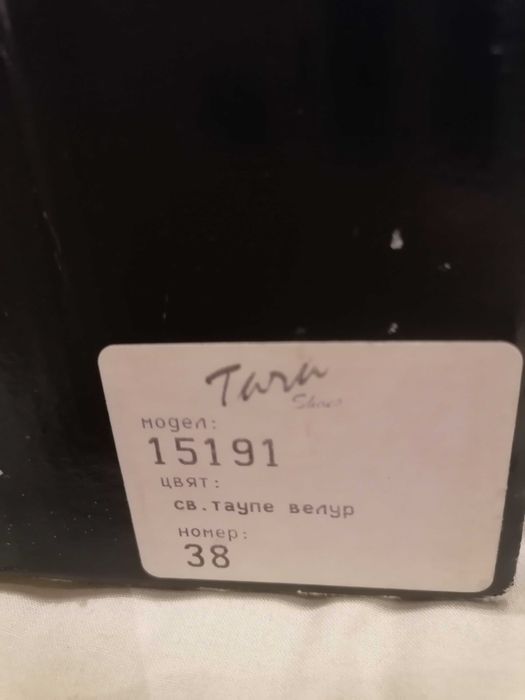 Tara
Shoes
модел:
15191
цвят:
св.таупе велур
номер:
38